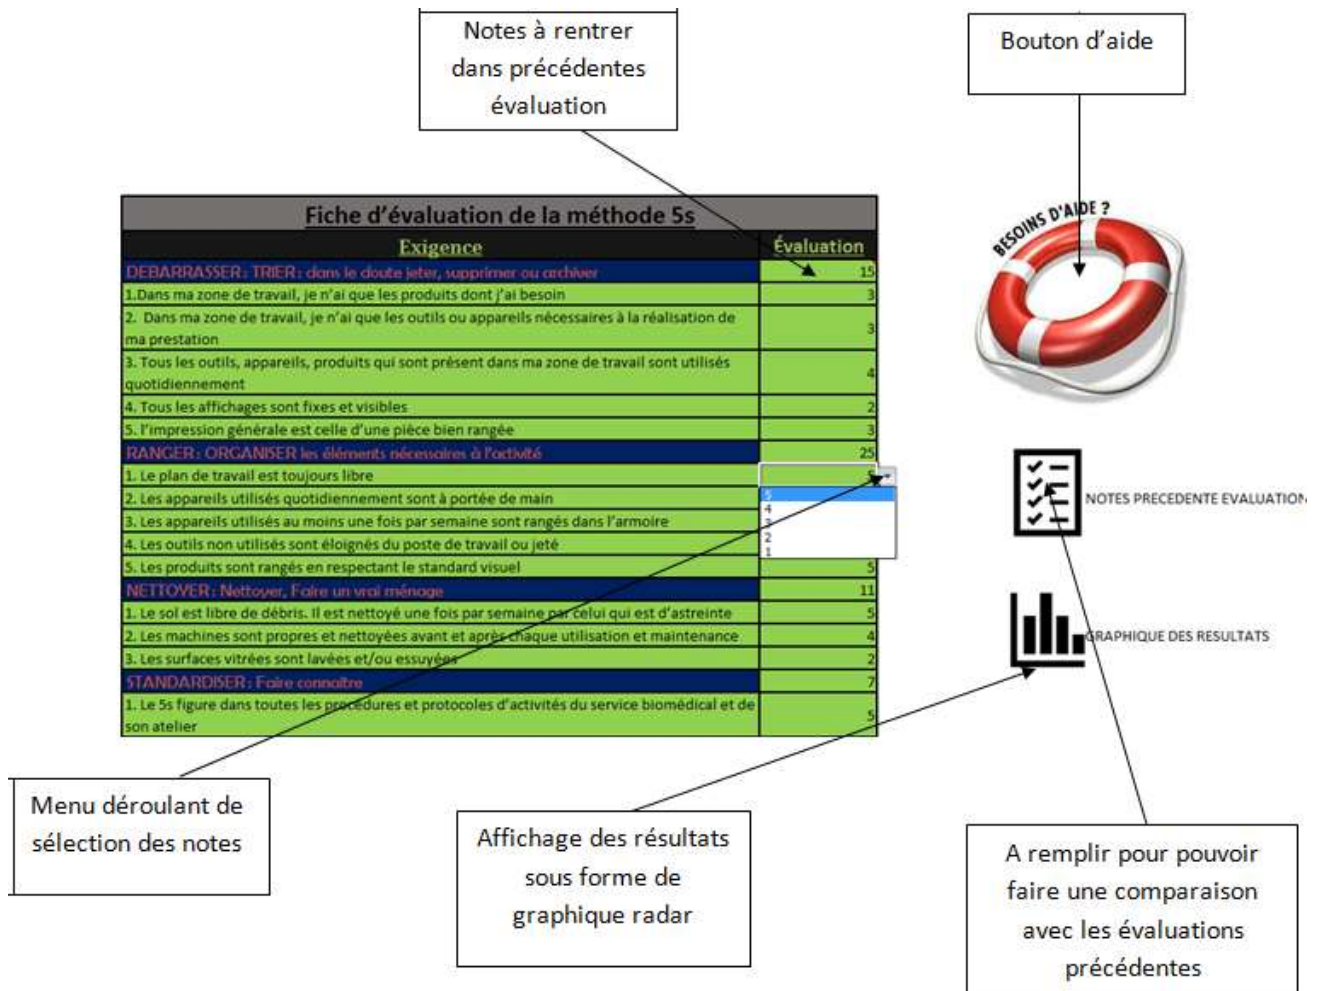 Notes à rentrer
dans précédentes
évaluation
Bouton d’aide
BESOINS D'AIDE ?
Fiche d’évaluation de la méthode 5s
Exigence
Évaluation
DEBARRASSER : TRIER : dans le doute jeter, supprimer ou archiver
15
1.Dans ma zone de travail, je n’ai que les produits dont j’ai besoin
3
2. Dans ma zone de travail, je n’ai que les outils ou appareils nécessaires à la réalisation de
ma prestation
3
3. Tous les outils, appareils, produits qui sont présent dans ma zone de travail sont utilisés
quotidiennement
4
4. Tous les affichages sont fixes et visibles
2
5. l’impression générale est celle d’une pièce bien rangée
3
RANGER : ORGANISER les éléments nécessaires à l’activité
25
1. Le plan de travail est toujours libre
5
2. Les appareils utilisés quotidiennement sont à portée de main
5
4
3
2
1
3. Les appareils utilisés au moins une fois par semaine sont rangés dans l’armoire
4. Les outils non utilisés sont éloignés du poste de travail ou jeté
5. Les produits sont rangés en respectant le standard visuel
5
NETTOYER : Nettoyer, Faire un vrai ménage
11
1. Le sol est libre de débris. Il est nettoyé une fois par semaine par celui qui est d’astreinte
5
2. Les machines sont propres et nettoyées avant et après chaque utilisation et maintenance
4
3. Les surfaces vitrées sont lavées et/ou essuyées
2
STANDARDISER : Faire connaître
7
1. Le 5s figure dans toutes les procédures et protocoles d’activités du service biomédical et de
son atelier
5
NOTES PRECEDENTE EVALUATION
GRAPHIQUE DES RESULTATS
Menu déroulant de
sélection des notes
Affichage des résultats
sous forme de
graphique radar
A remplir pour pouvoir
faire une comparaison
avec les évaluations
précédentes